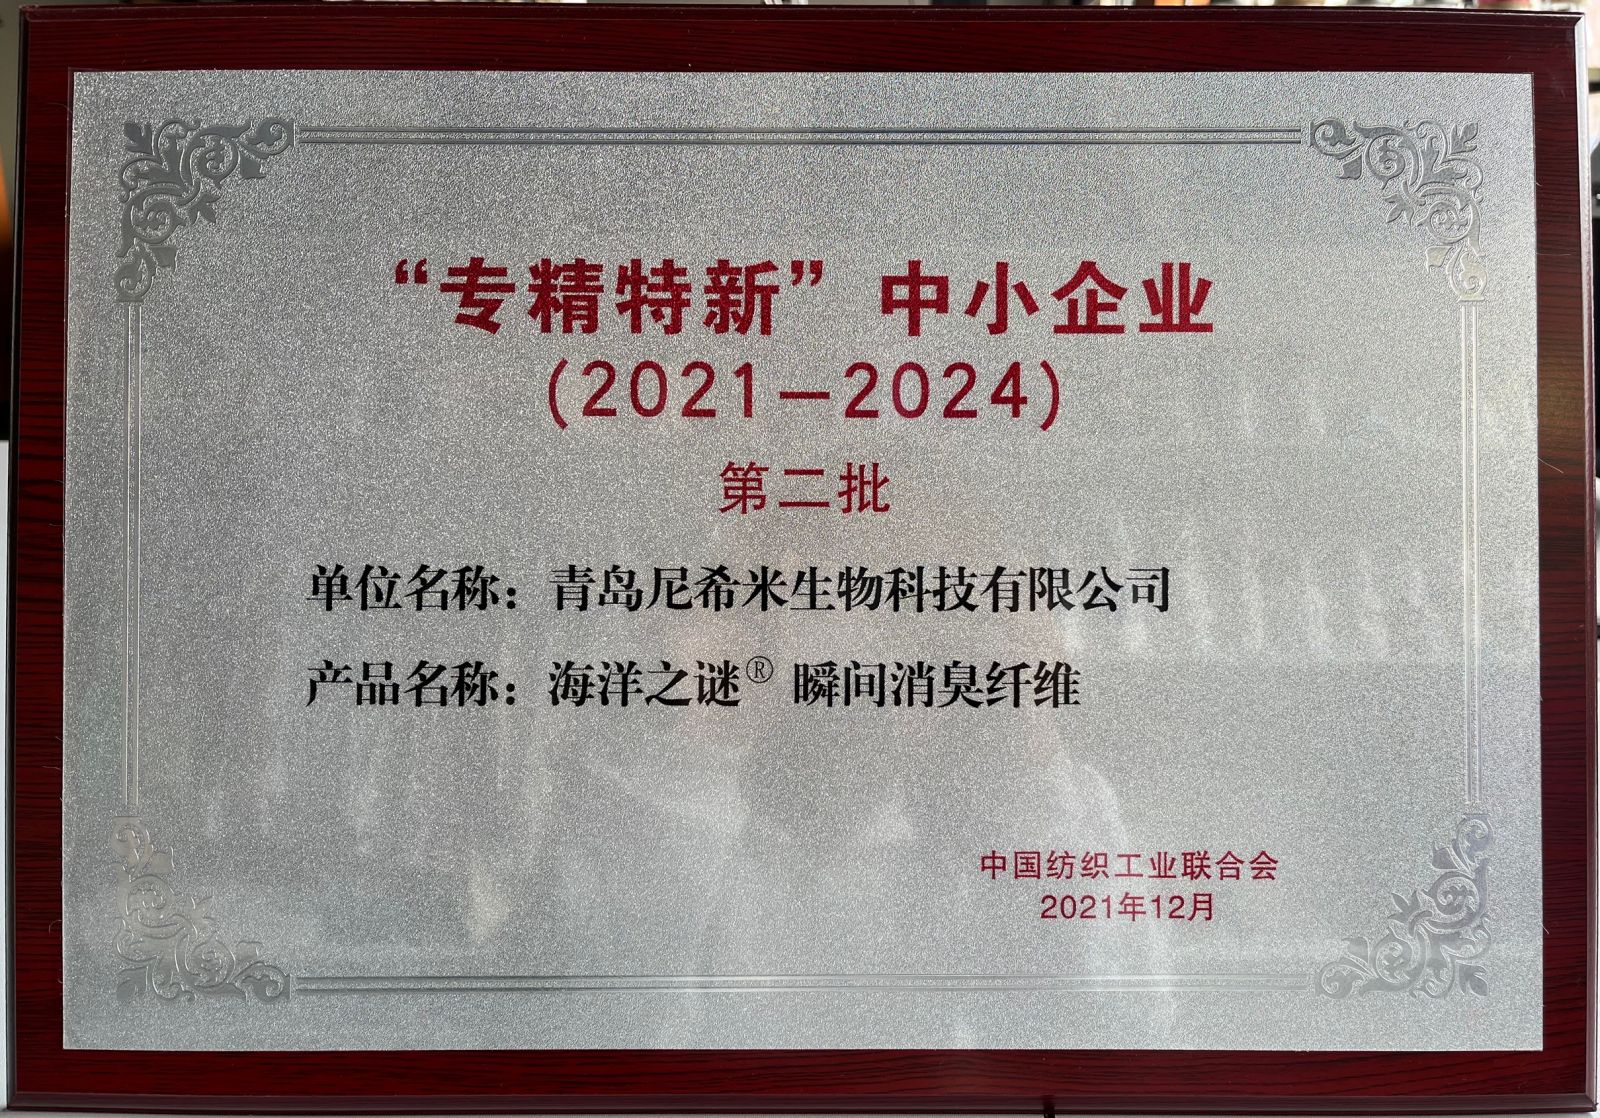 “专精特新”中小企业
(2021—2024)
第二批
单位名称：青岛尼希米生物科技有限公司
产品名称：海洋之谜® 瞬间消臭纤维
中国纺织工业联合会
2021年12月